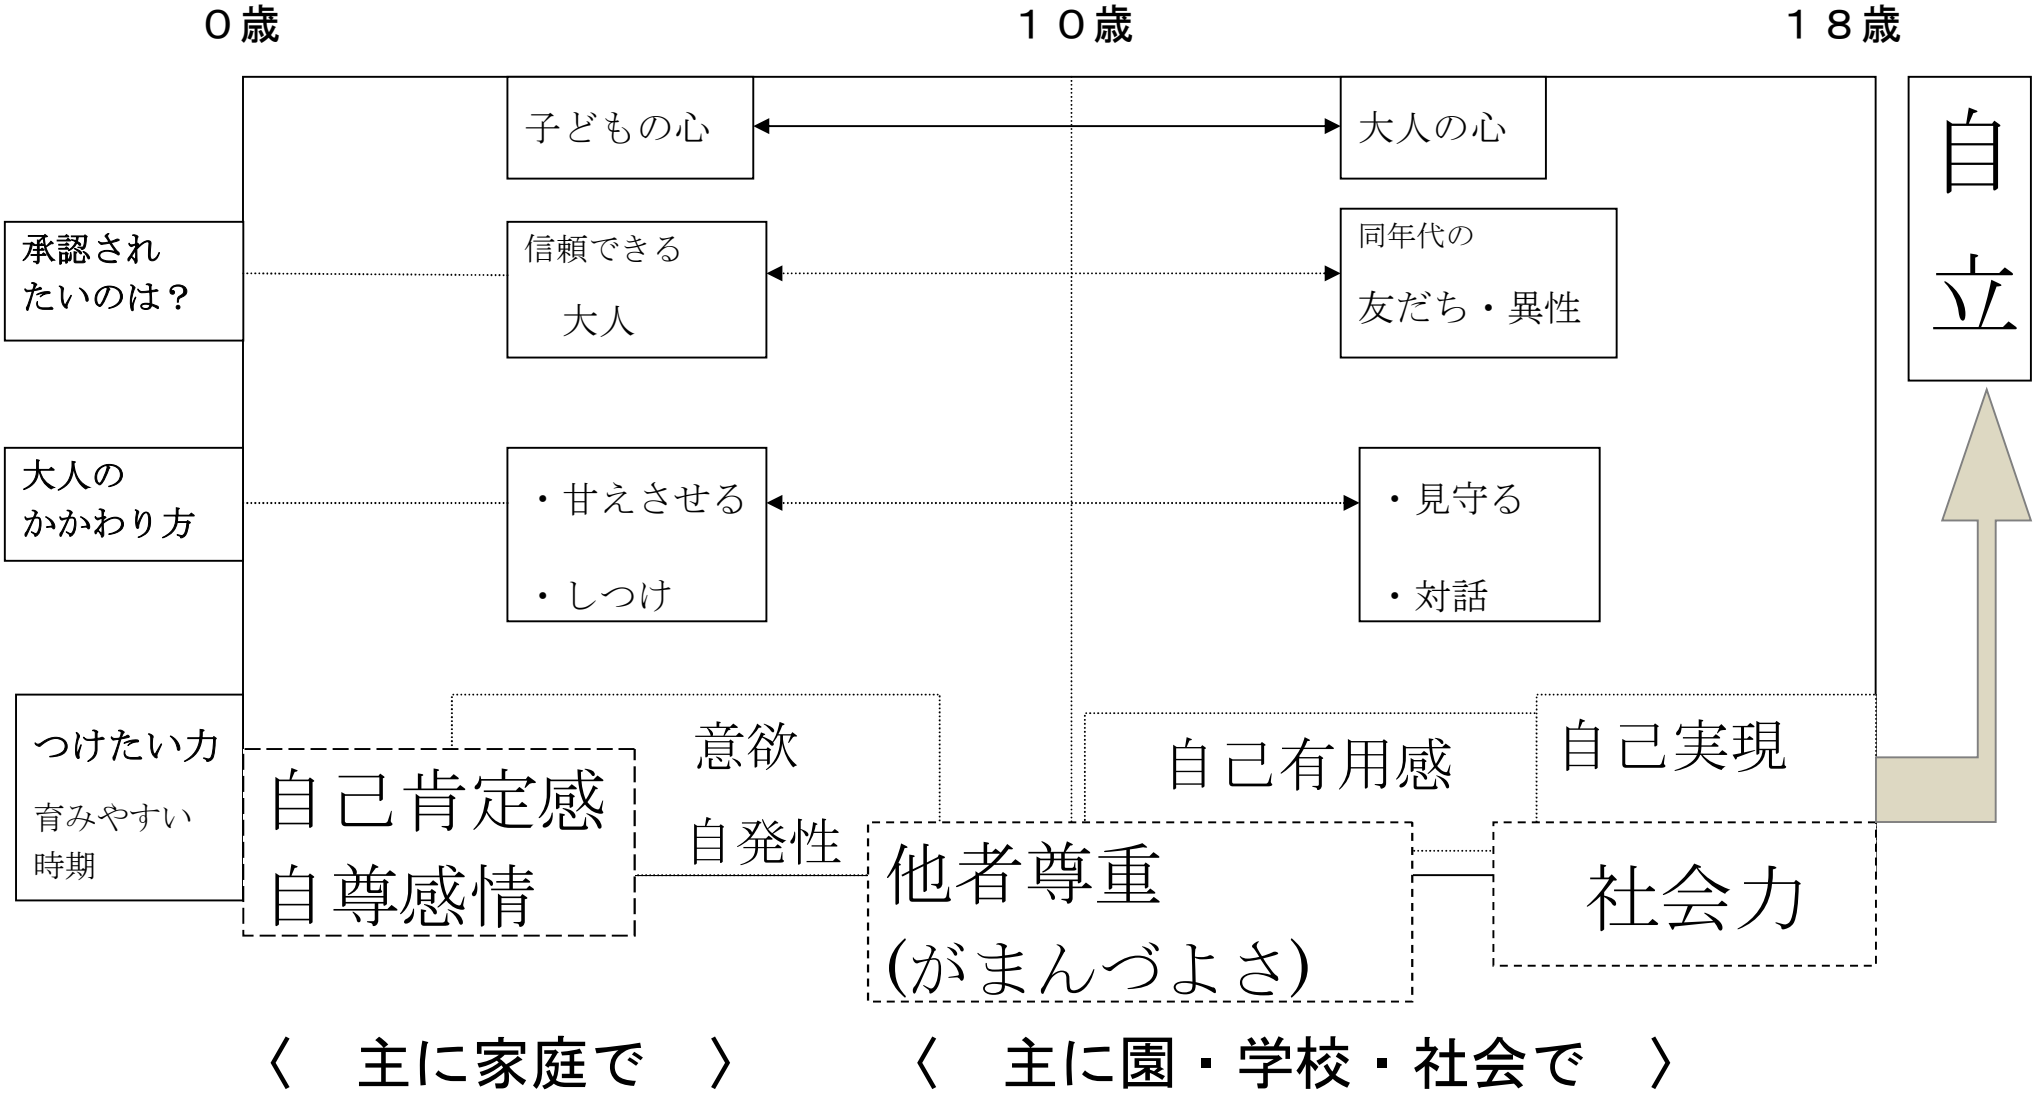 ０歳
１０歳
１８歳
子どもの心
大人の心
自立
承認され
たいのは？
信頼できる
大人
同年代の
友だち・異性
大人の
かかわり方
・甘えさせる
・しつけ
・見守る
・対話
つけたい力
育みやすい
時期
自己肯定感
自尊感情
意欲
自発性
他者尊重
(がまんづよさ)
自己有用感
自己実現
社会力
〈　主に家庭で　〉
〈　主に園・学校・社会で　〉